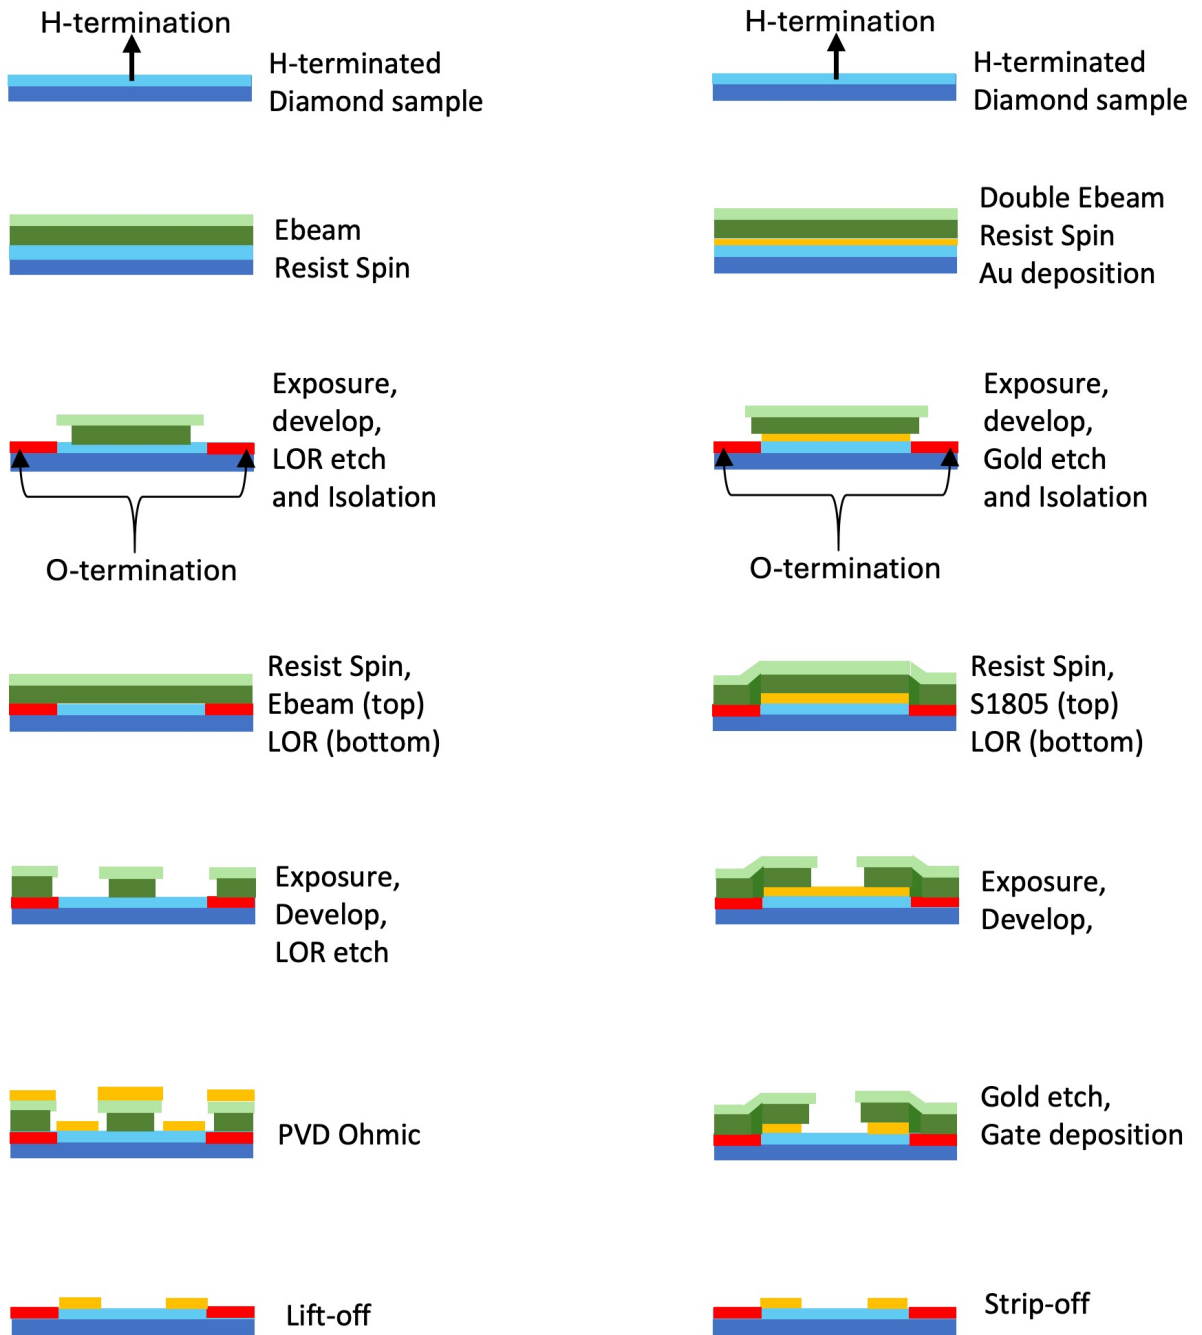 H-termination
H-terminated
Diamond sample
Ebeam
Resist Spin
Exposure,
develop,
LOR etch
and Isolation
O-termination
Resist Spin,
Ebeam (top)
LOR (bottom)
Exposure,
Develop,
LOR etch
PVD Ohmic
Lift-off
H-termination
H-terminated
Diamond sample
Double Ebeam
Resist Spin
Au deposition
Exposure,
develop,
Gold etch
and Isolation
O-termination
Resist Spin,
S1805 (top)
LOR (bottom)
Exposure,
Develop,
Gold etch,
Gate deposition
Strip-off